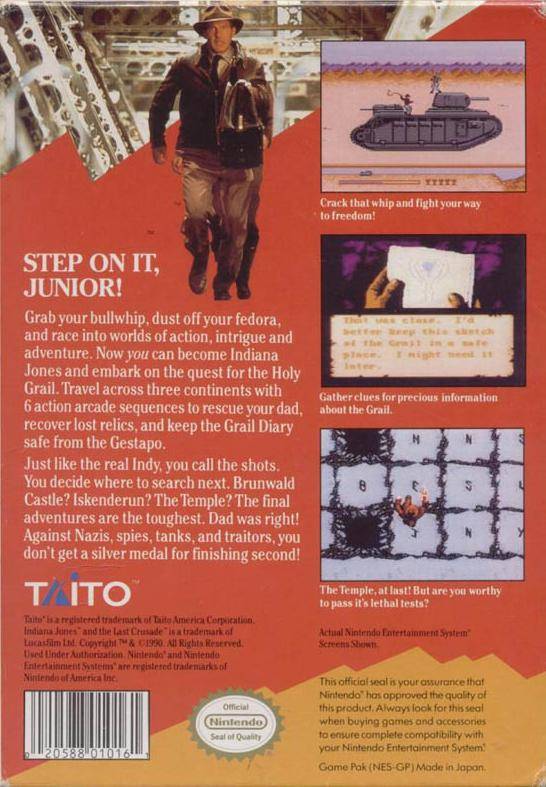 Crack that whip and fight your way
to freedom!
That was close. I'd
better keep this sketch
of the Grail in a safe
place. I might need it
later.
Gather clues for precious information
about the Grail.
STEP ON IT,
JUNIOR!
Grab your bullwhip, dust off your fedora,
and race into worlds of action, intrigue and
adventure. Now you can become Indiana
Jones and embark on the quest for the Holy
Grail. Travel across three continents with
6 action arcade sequences to rescue your dad,
recover lost relics, and keep the Grail Diary
safe from the Gestapo.
Just like the real Indy, you call the shots.
You decide where to search next. Brunwald
Castle? Iskenderun? The Temple? The final
adventures are the toughest. Dad was right!
Against Nazis, spies, tanks, and traitors, you
don't get a silver medal for finishing second!
H N S
B E S
J N Y
The Temple, at last! But are you worthy
to pass it's lethal tests?
Actual Nintendo Entertainment System®
Screens Shown.
TAITO™
Taito® is a registered trademark of Taito America Corporation.
Indiana Jones™ and the Last Crusade™ is a trademark of
Lucasfilm Ltd. Copyright ™ & ©1990. All Rights Reserved.
Used Under Authorization. Nintendo® and Nintendo
Entertainment Systems® are registered trademarks of
Nintendo of America Inc.
0 20588 01016 1
Official
Nintendo
Seal of Quality
This official seal is your assurance that
Nintendo® has approved the quality of
this product. Always look for this seal
when buying games and accessories
to ensure complete compatibility with
your Nintendo Entertainment System®.
Game Pak (NES-GP) Made in Japan.